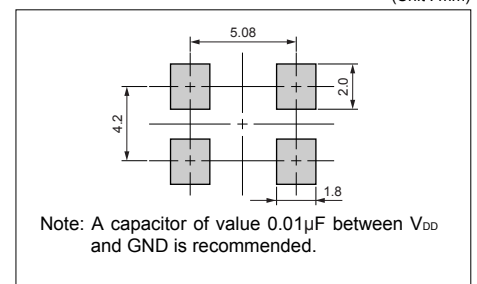 (Unit : mm)
5.08
2.0
4.2
1.8
Note: A capacitor of value 0.01µF between VDD
and GND is recommended.